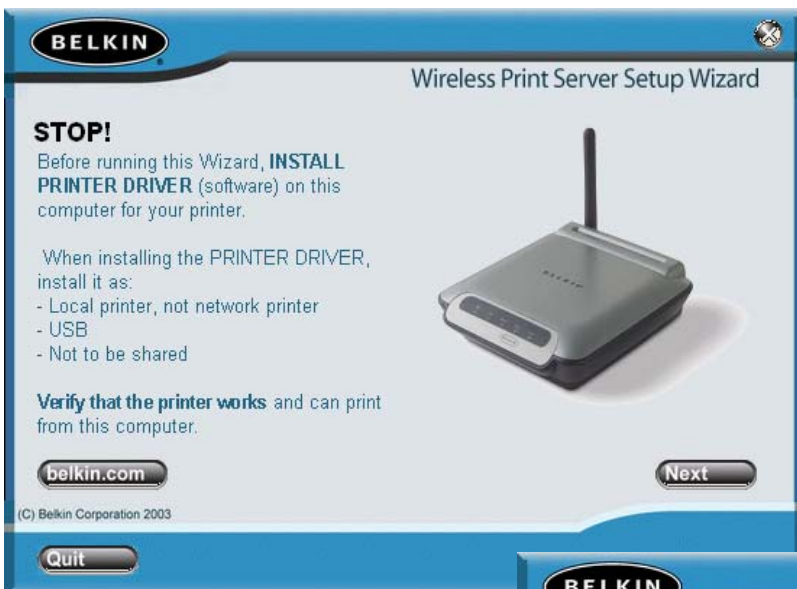 BELKIN
Wireless Print Server Setup Wizard
STOP!
Before running this Wizard, INSTALL
PRINTER DRIVER (software) on this
computer for your printer.
When installing the PRINTER DRIVER,
install it as:
- Local printer, not network printer
- USB
- Not to be shared
Verify that the printer works and can print
from this computer.
BELKIN
belkin.com
Next
(C) Belkin Corporation 2003
Quit
BELKIN